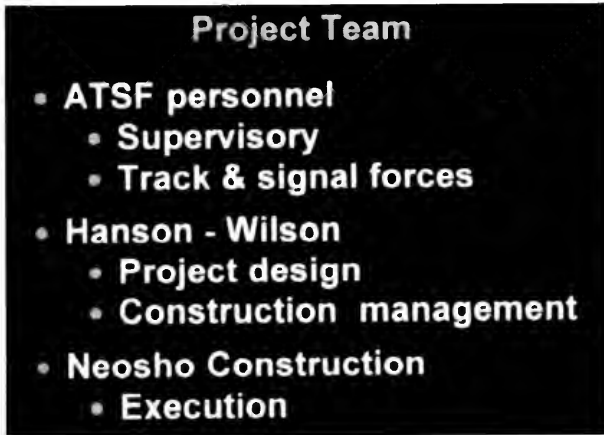 Project Team
• ATSF personnel
• Supervisory
• Track & signal forces
• Hanson - Wilson
• Project design
• Construction management
• Neosho Construction
• Execution